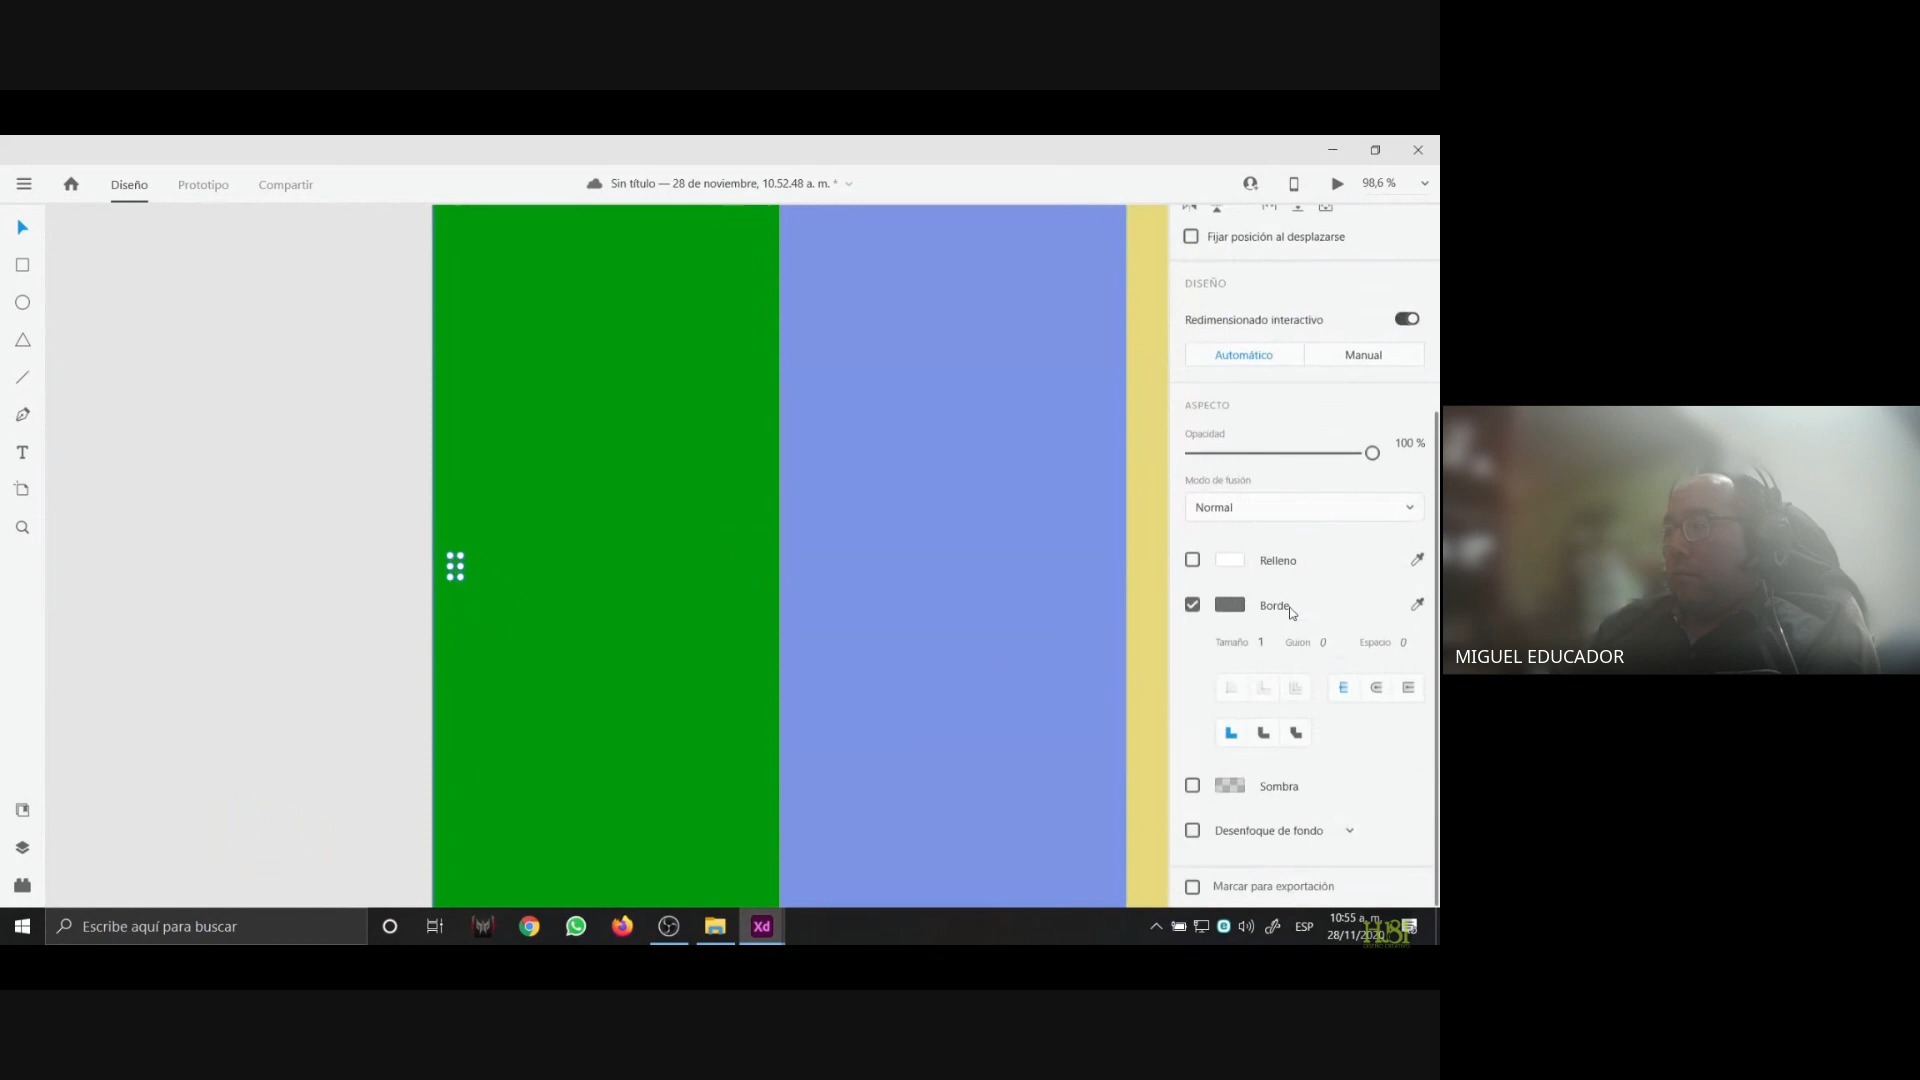 Diseño
Prototipo
Compartir
Sin título — 28 de noviembre, 10.52.48 a. m. *
98,6 %
Fijar posición al desplazarse
DISEÑO
Redimensionado interactivo
Automático
Manual
ASPECTO
Opacidad
100 %
Modo de fusión
Normal
Relleno
Borde
Tamaño 1
Guion 0
Espacio 0
MIGUEL EDUCADOR
Sombra
Desenfoque de fondo
Marcar para exportación
Escribe aquí para buscar
Xd
ESP
10:55 a. m.
28/11/2020